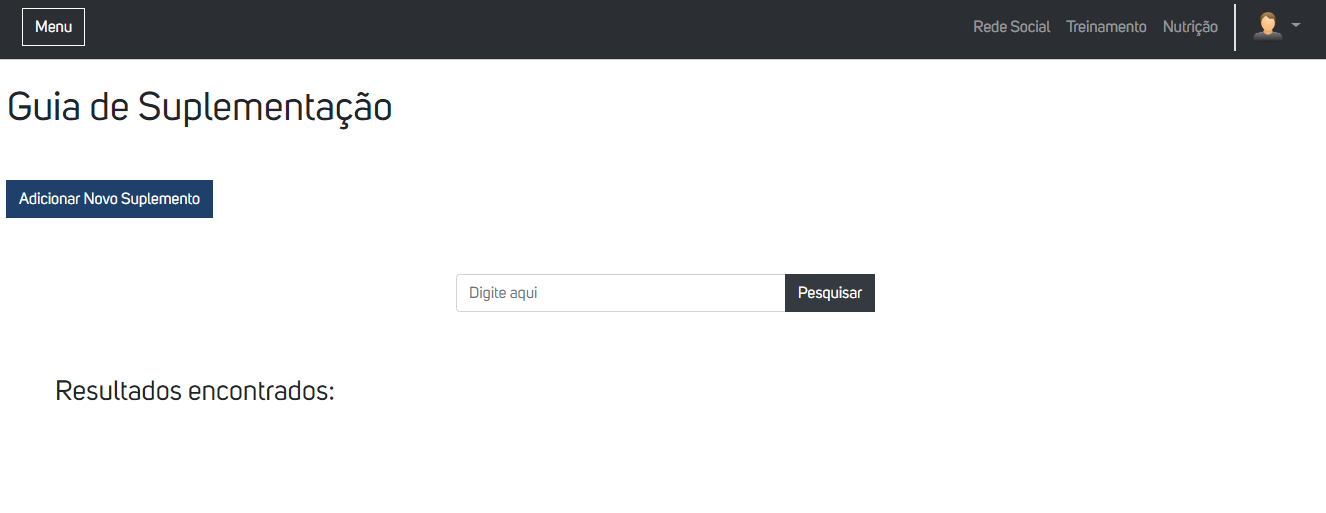 Menu
Rede Social Treinamento Nutrição
Guia de Suplementação
Adicionar Novo Suplemento
Digite aqui Pesquisar
Resultados encontrados: